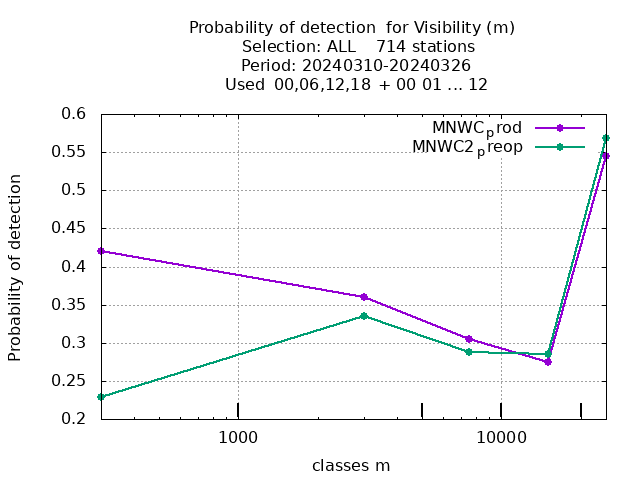 Probability of detection  for Visibility (m)
Selection: ALL    714 stations
Period: 20240310-20240326
Used  00,06,12,18 + 00 01 ... 12
MNWCprod
MNWC2preop
0.6
0.55
0.5
0.45
0.4
0.35
0.3
0.25
0.2
Probability of detection
1000
10000
classes m